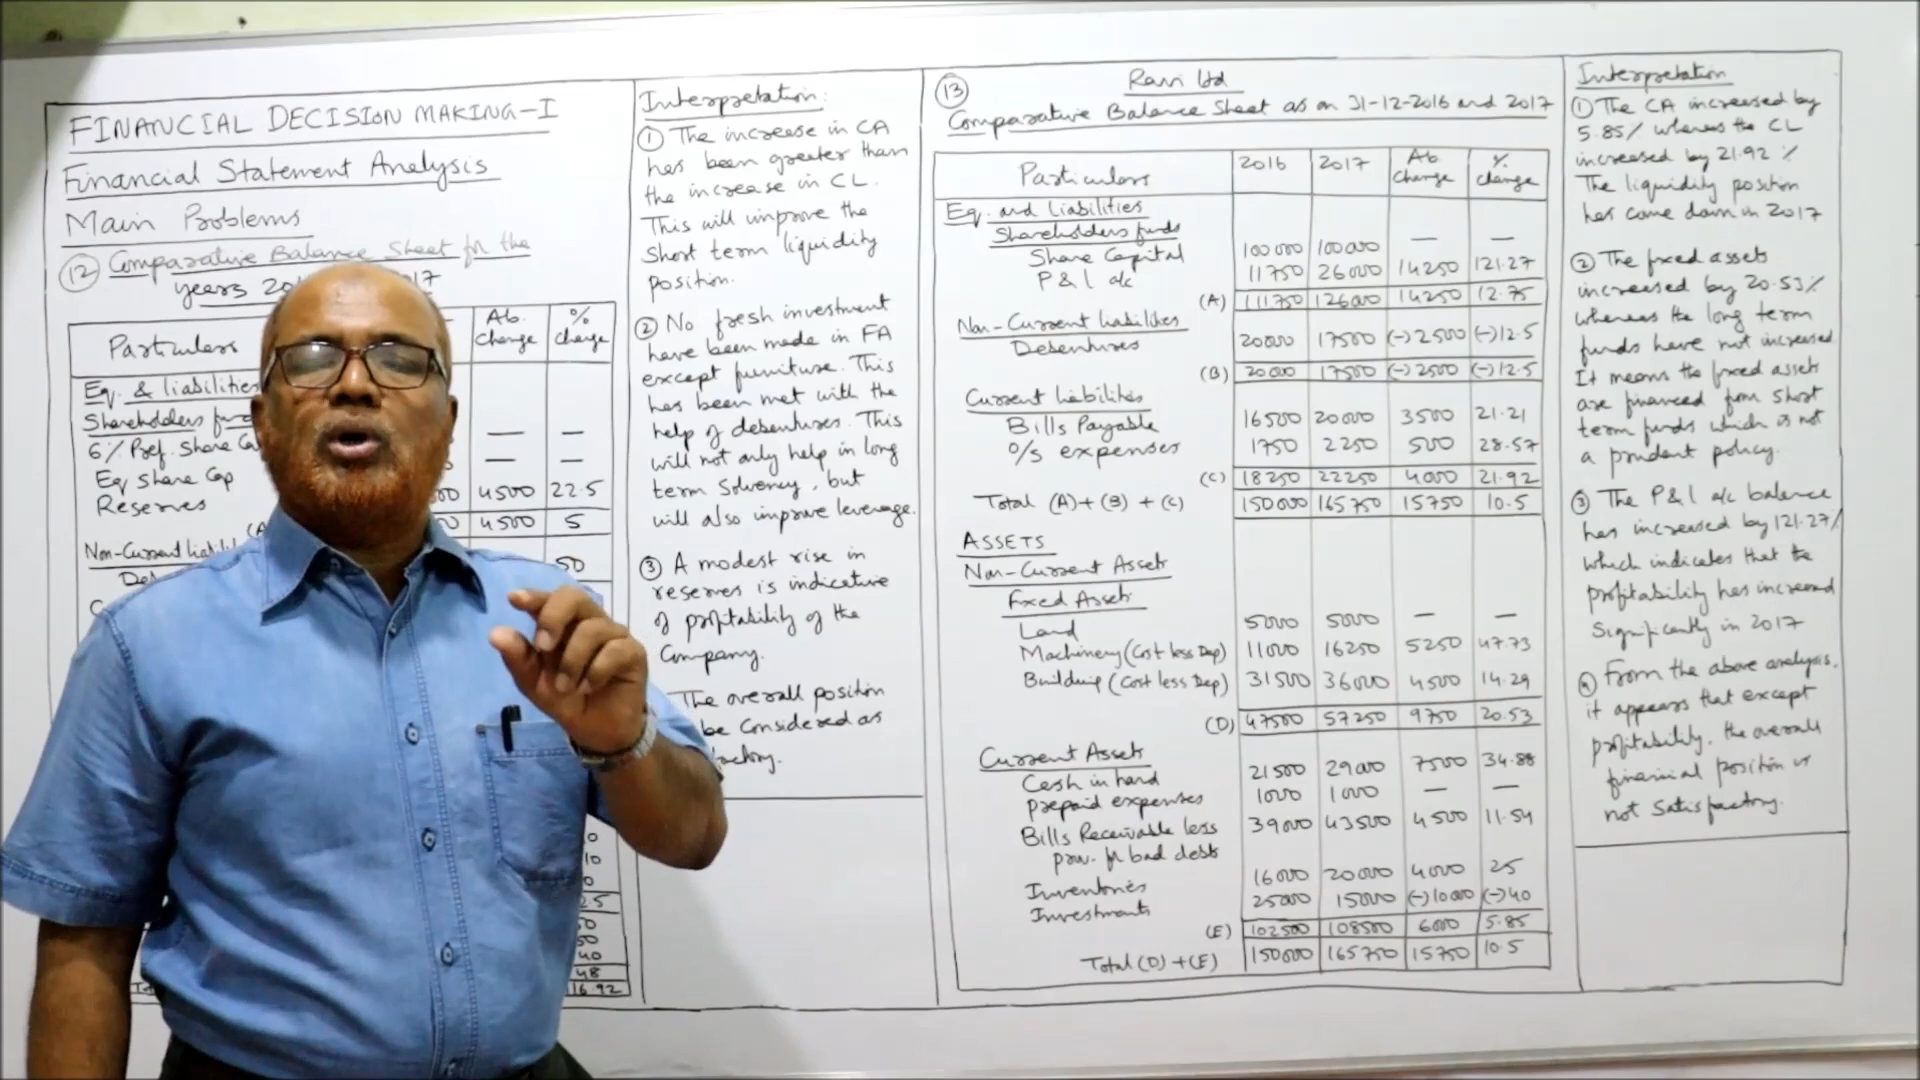 FINANCIAL DECISION MAKING-I
Financial Statement Analysis
Main Problems
(12) Comparative Balance Sheet for the
years 20 17
Particulars Ab. Change % Change
Eq. & liabilities
Shareholders
6% Pref. Share
Eq Share Cap
Reserves 4500 22.5
4500 5
Non-Current
50
10
48
16.92
Interpretation:
(1) The increase in CA
has been greater than
the increase in CL.
This will improve the
Short term liquidity
position.
(2) No fresh investment
have been made in FA
except furniture. This
has been met with the
help of debentures. This
will not only help in long
term Solvency, but
will also improve leverage.
(3) A modest rise in
reserves is indicative
of profitability of the
Company.
The overall position
be Considered as
(13) Ravi Ltd
Comparative Balance Sheet as on 31-12-2016 and 2017
Particulars 2016 2017 Ab. Change % Change
Eq. and liabilities
Shareholders funds
Share Capital 100000 100000 — —
P & l a/c 11750 26000 14250 121.27
(A) 111750 126000 14250 12.75
Non-Current liabilities
Debentures 20000 17500 (-) 2500 (-) 12.5
(B) 20000 17500 (-) 2500 (-) 12.5
Current liabilities
Bills Payable 16500 20000 3500 21.21
o/s expenses 1750 2250 500 28.57
(C) 18250 22250 4000 21.92
Total (A) + (B) + (C) 150000 165750 15750 10.5
ASSETS
Non-Current Assets
Fixed Assets
Land 5000 5000 — —
Machinery (Cost less Dep) 11000 16250 5250 47.73
Building (Cost less Dep) 31500 36000 4500 14.29
(D) 47500 57250 9750 20.53
Current Assets
Cash in hand 21500 29000 7500 34.88
prepaid expenses 1000 1000 — —
Bills Receivable less 39000 43500 4500 11.54
prov. for bad debts
Inventories 16000 20000 4000 25
Investments 25000 15000 (-) 10000 (-) 40
(E) 102500 108500 6000 5.85
Total (D) + (E) 150000 165750 15750 10.5
Interpretation
(1) The CA increased by
5.85% whereas the CL
increased by 21.92 %
The liquidity position
has come down in 2017
(2) The fixed assets
increased by 20.53%
whereas the long term
funds have not increased.
It means the fixed assets
are financed from Short
term funds which is not
a prudent policy.
(3) The P & l a/c balance
has increased by 121.27%
which indicates that the
profitability has increased
Significantly in 2017
(4) From the above analysis,
it appears that except
profitability, the overall
financial position is
not Satisfactory.